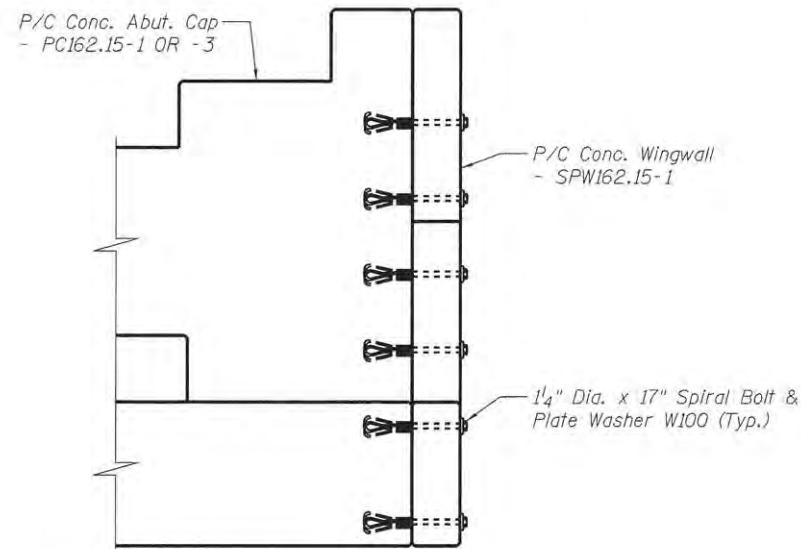 P/C Conc. Abut. Cap
- PC162.15-1 OR -3
P/C Conc. Wingwall
- SPW162.15-1
1¼" Dia. x 17" Spiral Bolt &
Plate Washer W100 (Typ.)